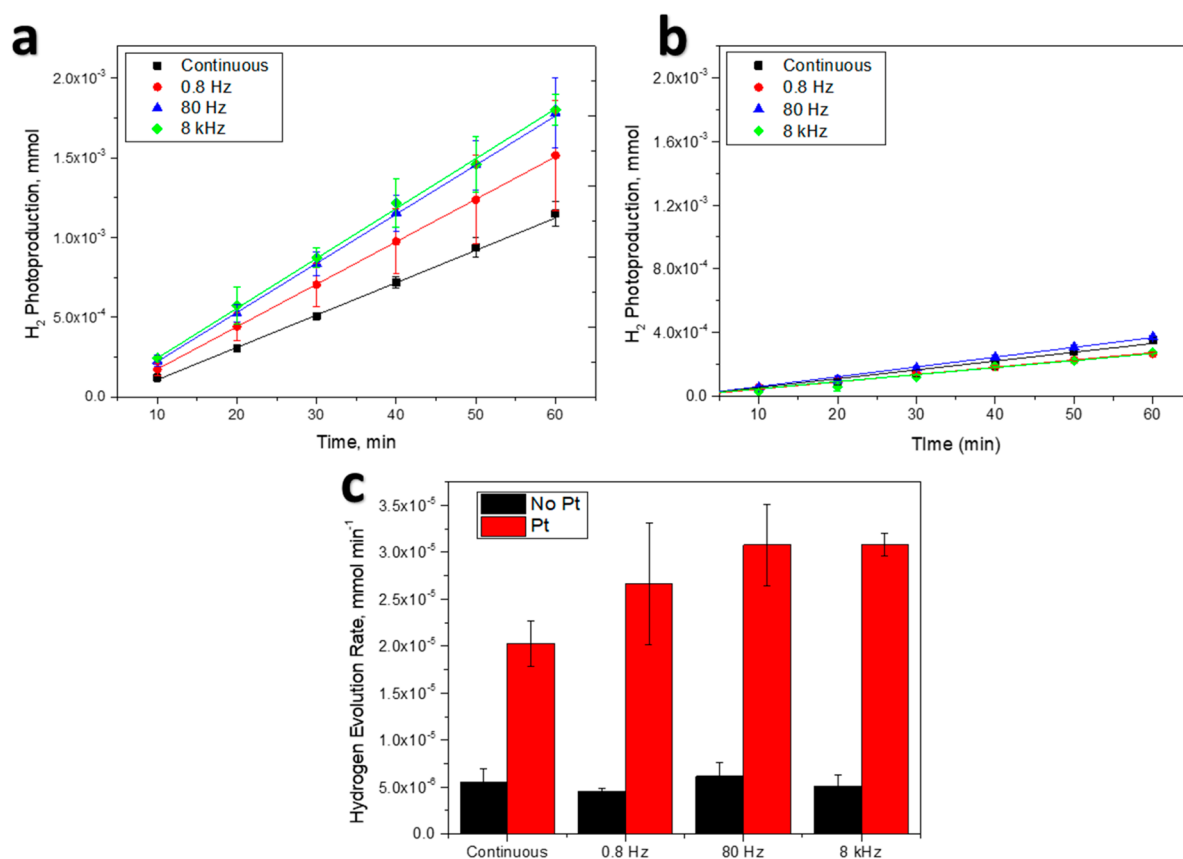 a
Continuous
0.8 Hz
80 Hz
8 kHz
2.0x10⁻³
1.5x10⁻³
1.0x10⁻³
5.0x10⁻⁴
0.0
H₂ Photoproduction, mmol
10 20 30 40 50 60
Time, min
b
Continuous
0.8 Hz
80 Hz
8 kHz
2.0x10⁻³
1.6x10⁻³
1.2x10⁻³
8.0x10⁻⁴
4.0x10⁻⁴
0.0
H₂ Photoproduction, mmol
10 20 30 40 50 60
TIme (min)
c
No Pt
Pt
3.5x10⁻⁵
3.0x10⁻⁵
2.5x10⁻⁵
2.0x10⁻⁵
1.5x10⁻⁵
1.0x10⁻⁵
5.0x10⁻⁶
0.0
Hydrogen Evolution Rate, mmol min⁻¹
Continuous 0.8 Hz 80 Hz 8 kHz